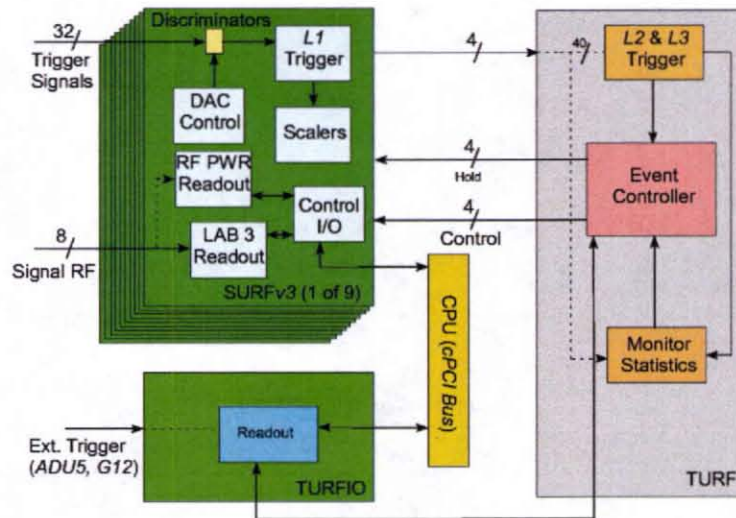 Discriminators
32
Trigger
Signals
L1
Trigger
DAC
Control
Scalers
RF PWR
Readout
Control
I/O
LAB 3
Readout
8
Signal RF
SURFv3 (1 of 9)
4
40
L2 & L3
Trigger
4
Hold
Event
Controller
4
Control
CPU (cPCI Bus)
Monitor
Statistics
Ext. Trigger
(ADU5, G12)
Readout
TURFIO
TURF